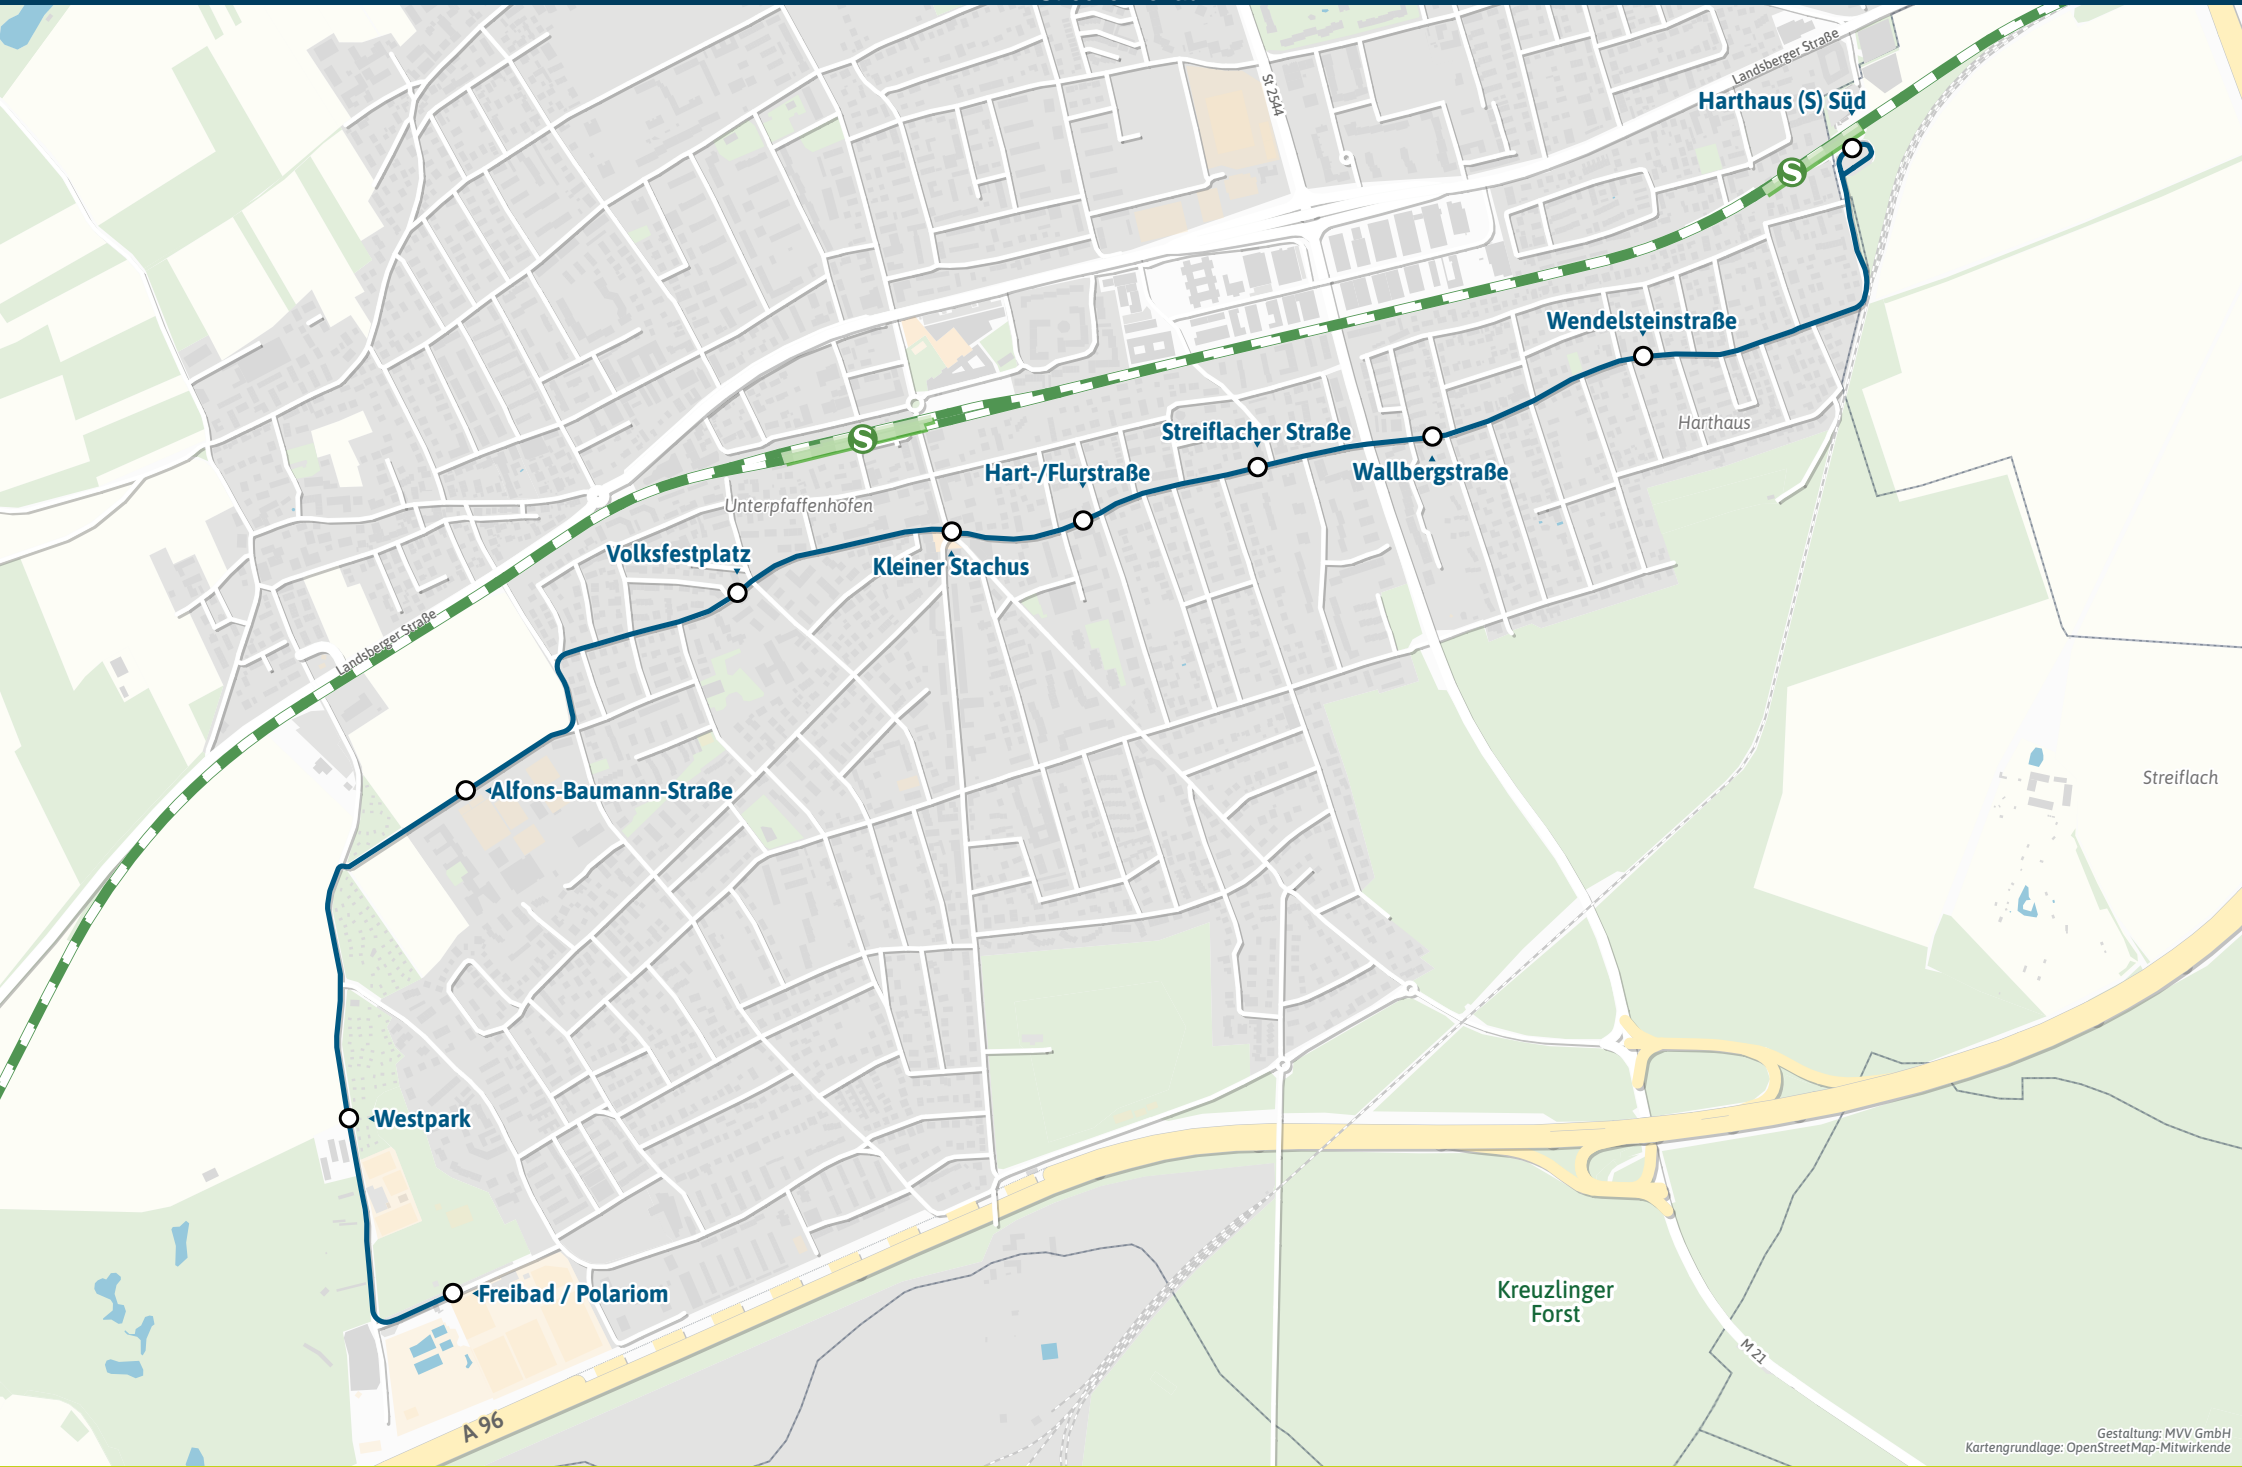 Landsberger Straße
St 2544
Harthaus (S) Süd
S
Wendelsteinstraße
Harthaus
Streiflacher Straße
Wallbergstraße
S
Hart-/Flurstraße
Unterpfaffenhofen
Volksfestplatz
Kleiner Stachus
Landsberger Straße
Alfons-Baumann-Straße
Streiflach
Westpark
Freibad / Polariom
Kreuzlinger
Forst
M 21
A 96
Gestaltung: MVV GmbH
Kartengrundlage: OpenStreetMap-Mitwirkende